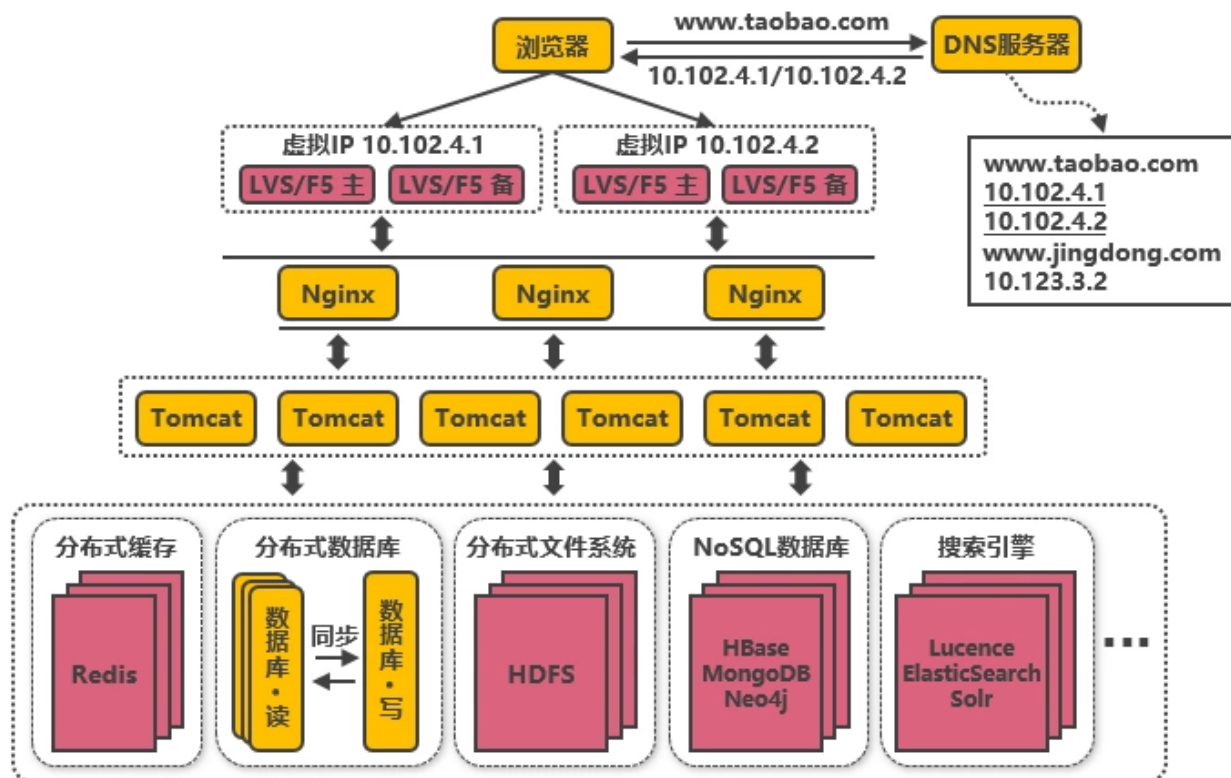 www.taobao.com
浏览器
DNS服务器
10.102.4.1/10.102.4.2
虚拟IP 10.102.4.1
LVS/F5 主
LVS/F5 备
虚拟IP 10.102.4.2
LVS/F5 主
LVS/F5 备
www.taobao.com
10.102.4.1
10.102.4.2
www.jingdong.com
10.123.3.2
Nginx
Nginx
Nginx
Tomcat
Tomcat
Tomcat
Tomcat
Tomcat
Tomcat
分布式缓存
Redis
分布式数据库
数据库·读
同步
数据库·写
分布式文件系统
HDFS
NoSQL数据库
HBase
MongoDB
Neo4j
搜索引擎
Lucence
ElasticSearch
Solr
...